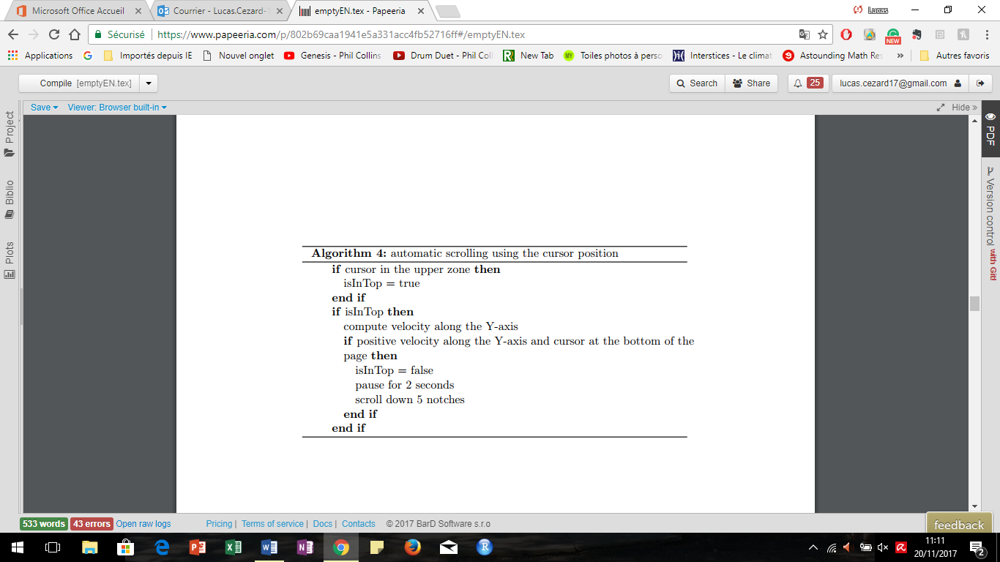 Microsoft Office Accueil
Courrier - Lucas.Cezard-
emptyEN.tex - Papeeria
Lucas
Sécurisé
https://www.papeeria.com/p/802b69caa1941e5a331acc4fb52716ff#/emptyEN.tex
NEW
Applications
Importés depuis IE
Nouvel onglet
Genesis - Phil Collins
Drum Duet - Phil Coll
New Tab
Toiles photos à perso
Interstices - Le climat
Astounding Math Res
»
Autres favoris
Compile [emptyEN.tex]
Search
Share
25
lucas.cezard17@gmail.com
Save
Viewer: Browser built-in
Hide »
Project
Biblio
Plots
PDF
Version control with Git!
Algorithm 4: automatic scrolling using the cursor position
if cursor in the upper zone then
isInTop = true
end if
if isInTop then
compute velocity along the Y-axis
if positive velocity along the Y-axis and cursor at the bottom of the
page then
isInTop = false
pause for 2 seconds
scroll down 5 notches
end if
end if
533 words
43 errors
Open raw logs
Pricing | Terms of service | Docs | Contacts © 2017 BarD Software s.r.o
feedback
11:11
20/11/2017
2